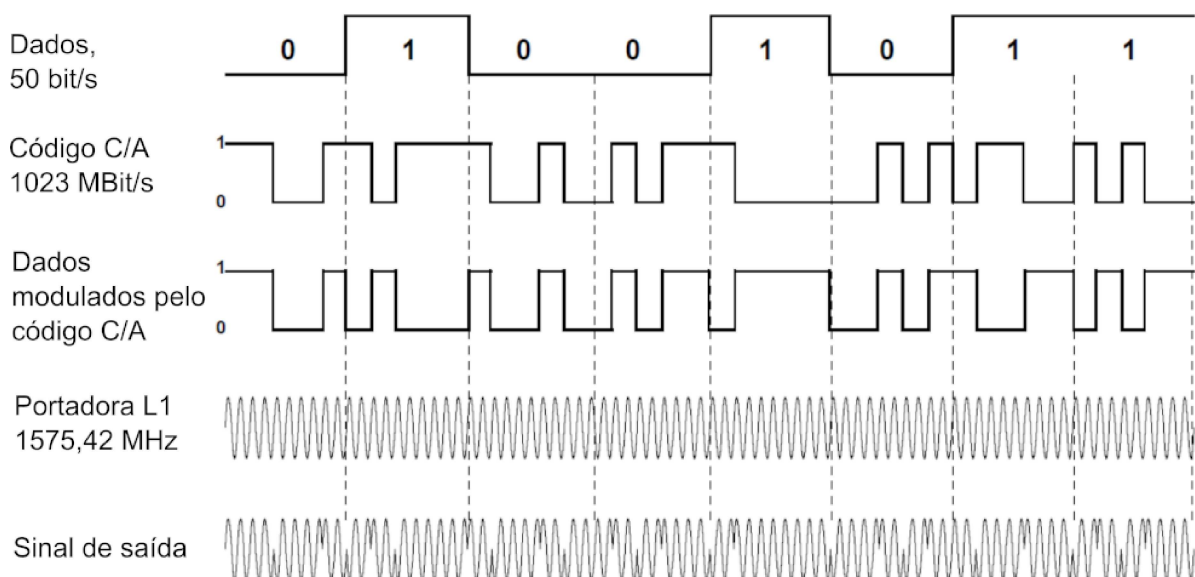 Dados,
50 bit/s
0 1 0 0 1 0 1 1
Código C/A
1023 MBit/s
1
0
Dados
modulados pelo
código C/A
1
0
Portadora L1
1575,42 MHz
Sinal de saída